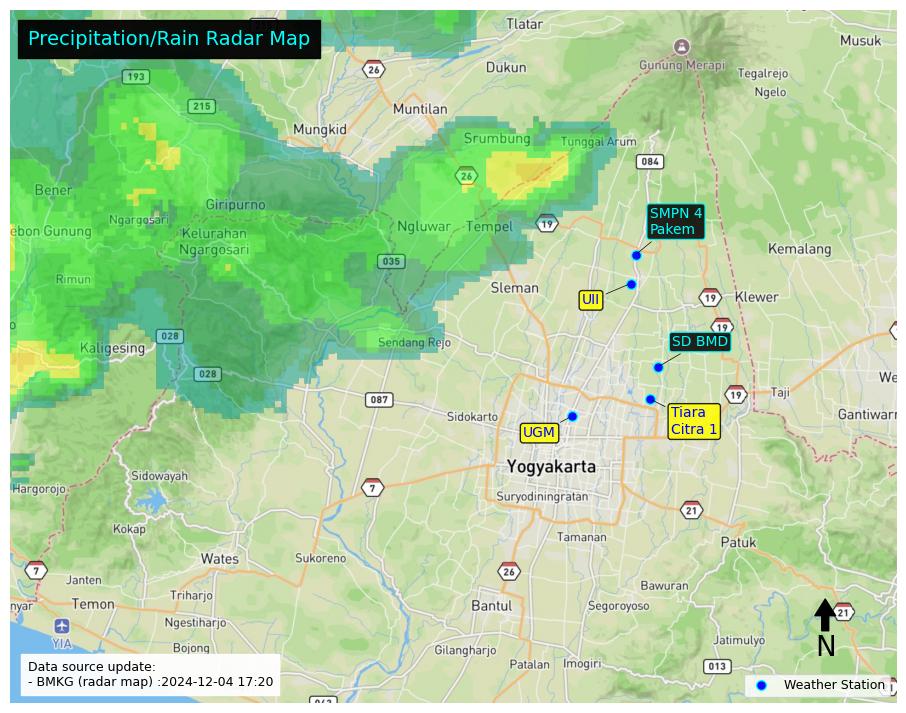 Precipitation/Rain Radar Map
Tlatar
Musuk
26
Dukun
Gunung Merapi
Tegalrejo
Ngelo
193
215
Muntilan
Mungkid
Srumbung
Tunggal Arum
084
26
Bener
Giripurno
Ngargosari
SMPN 4
Pakem
ebon Gunung
Kelurahan
Ngargosari
Ngluwar
Tempel
19
Kemalang
035
Rimun
Sleman
UII
19
Klewer
028
Kaligesing
Sendang Rejo
19
SD BMD
028
We
087
19
Taji
Sidokarto
Tiara
Citra 1
Gantiwarn
UGM
Yogyakarta
Sidowayah
Hargorojo
7
Suryodiningratan
21
Kokap
Tamanan
Patuk
Wates
Sukoreno
7
Janten
26
Bawuran
Triharjo
nyar
Temon
Bantul
Segoroyoso
21
Ngestiharjo
YIA
N
Bojong
Gilangharjo
Jatimulyo
Patalan
Imogiri
013
Data source update:
- BMKG (radar map) :2024-12-04 17:20
Weather Station